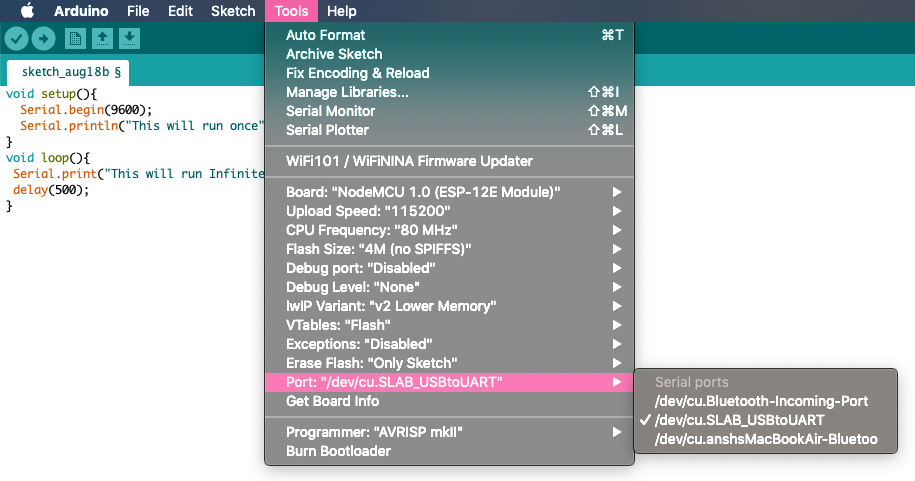 Arduino File Edit Sketch Tools Help
sketch_aug18b §
void setup(){
Serial.begin(9600);
Serial.println("This will run once"
}
void loop(){
Serial.print("This will run Infinite
delay(500);
}
Auto Format ⌘T
Archive Sketch
Fix Encoding & Reload
Manage Libraries... ⇧⌘I
Serial Monitor ⇧⌘M
Serial Plotter ⇧⌘L
WiFi101 / WiFiNINA Firmware Updater
Board: "NodeMCU 1.0 (ESP-12E Module)"
Upload Speed: "115200"
CPU Frequency: "80 MHz"
Flash Size: "4M (no SPIFFS)"
Debug port: "Disabled"
Debug Level: "None"
lwIP Variant: "v2 Lower Memory"
VTables: "Flash"
Exceptions: "Disabled"
Erase Flash: "Only Sketch"
Port: "/dev/cu.SLAB_USBtoUART"
Get Board Info
Programmer: "AVRISP mkII"
Burn Bootloader
Serial ports
/dev/cu.Bluetooth-Incoming-Port
✓ /dev/cu.SLAB_USBtoUART
/dev/cu.anshsMacBookAir-Bluetoo